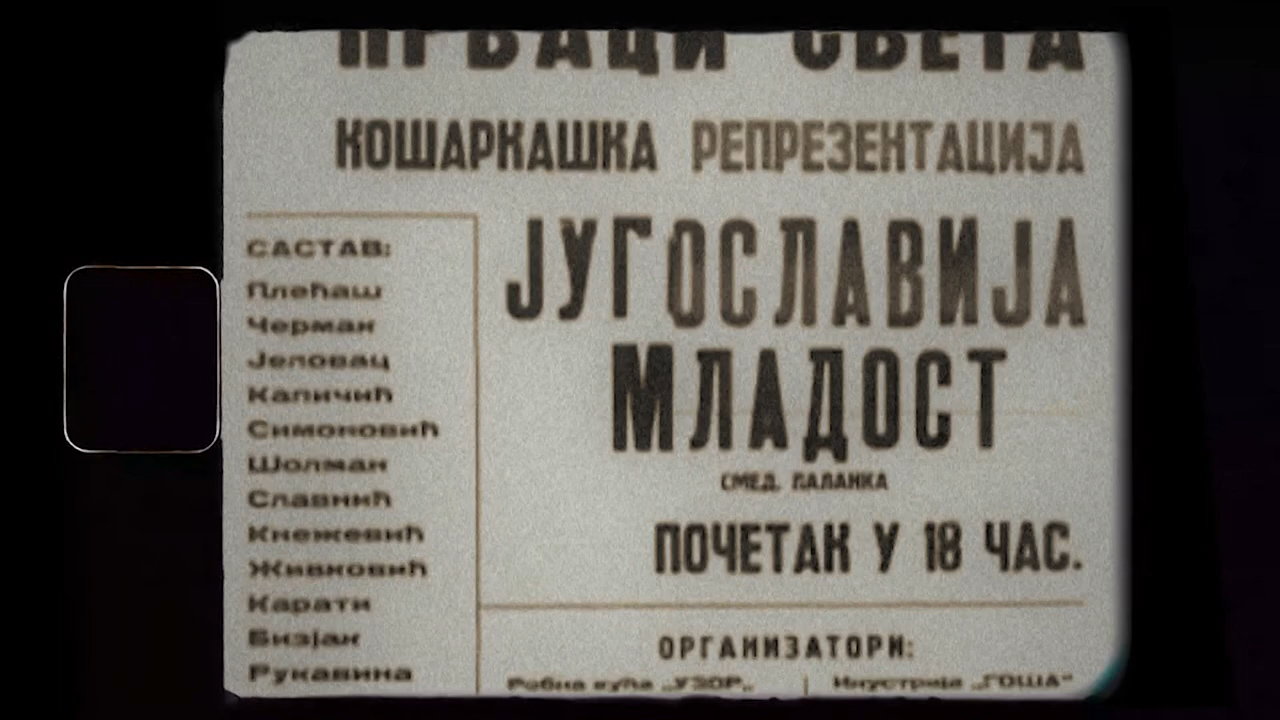 ПРВАЦИ СВЕТА
КОШАРКАШКА РЕПРЕЗЕНТАЦИЈА
ЈУГОСЛАВИЈА
МЛАДОСТ
СМЕД. ПАЛАНКА
ПОЧЕТАК У 18 ЧАС.
САСТАВ:
Плећаш
Черман
Јеловац
Капичић
Симоновић
Шолман
Славнић
Кнежевић
Живковић
Карати
Бизјак
Рукавина
ОРГАНИЗАТОРИ:
Робна кућа „УЗОР„
Инустрија „ГОША"